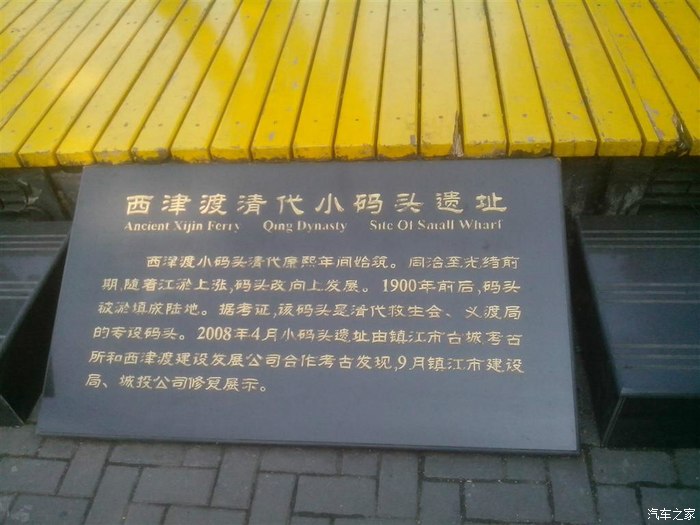 西津渡清代小码头遗址
Ancient Xijin Ferry Qing Dynasty Site Of Small Wharf
西津渡小码头清代康熙年间始筑。同治至光绪前
期,随着江淤上涨,码头改向上发展。1900年前后,码头
被淤填成陆地。据考证,该码头是清代救生会、义渡局
的专设码头。2008年4月小码头遗址由镇江市古城考古
所和西津渡建设发展公司合作考古发现,9月镇江市建设
局、城投公司修复展示。
汽车之家